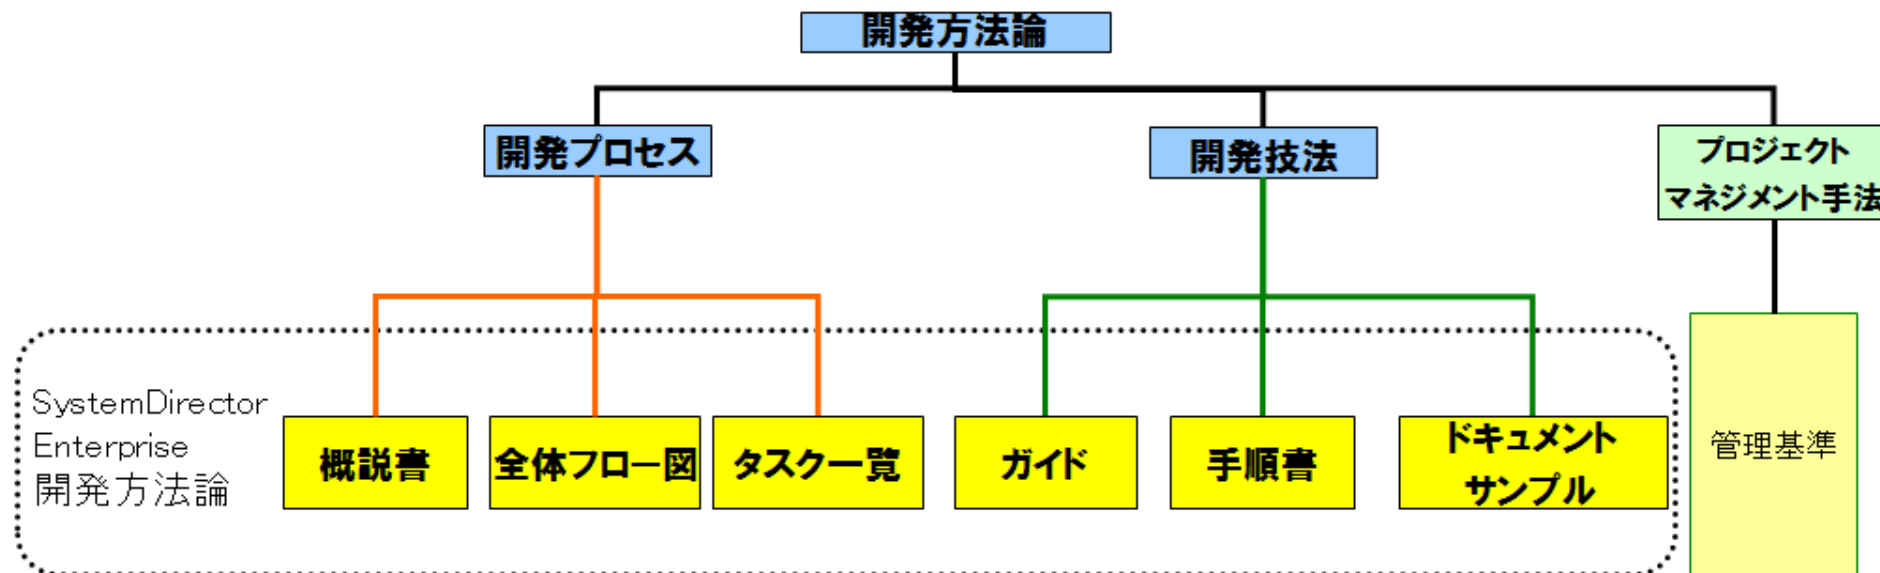 開発方法論
開発プロセス
開発技法
プロジェクト
マネジメント手法
SystemDirector
Enterprise
開発方法論
概説書
全体フロー図
タスク一覧
ガイド
手順書
ドキュメント
サンプル
管理基準